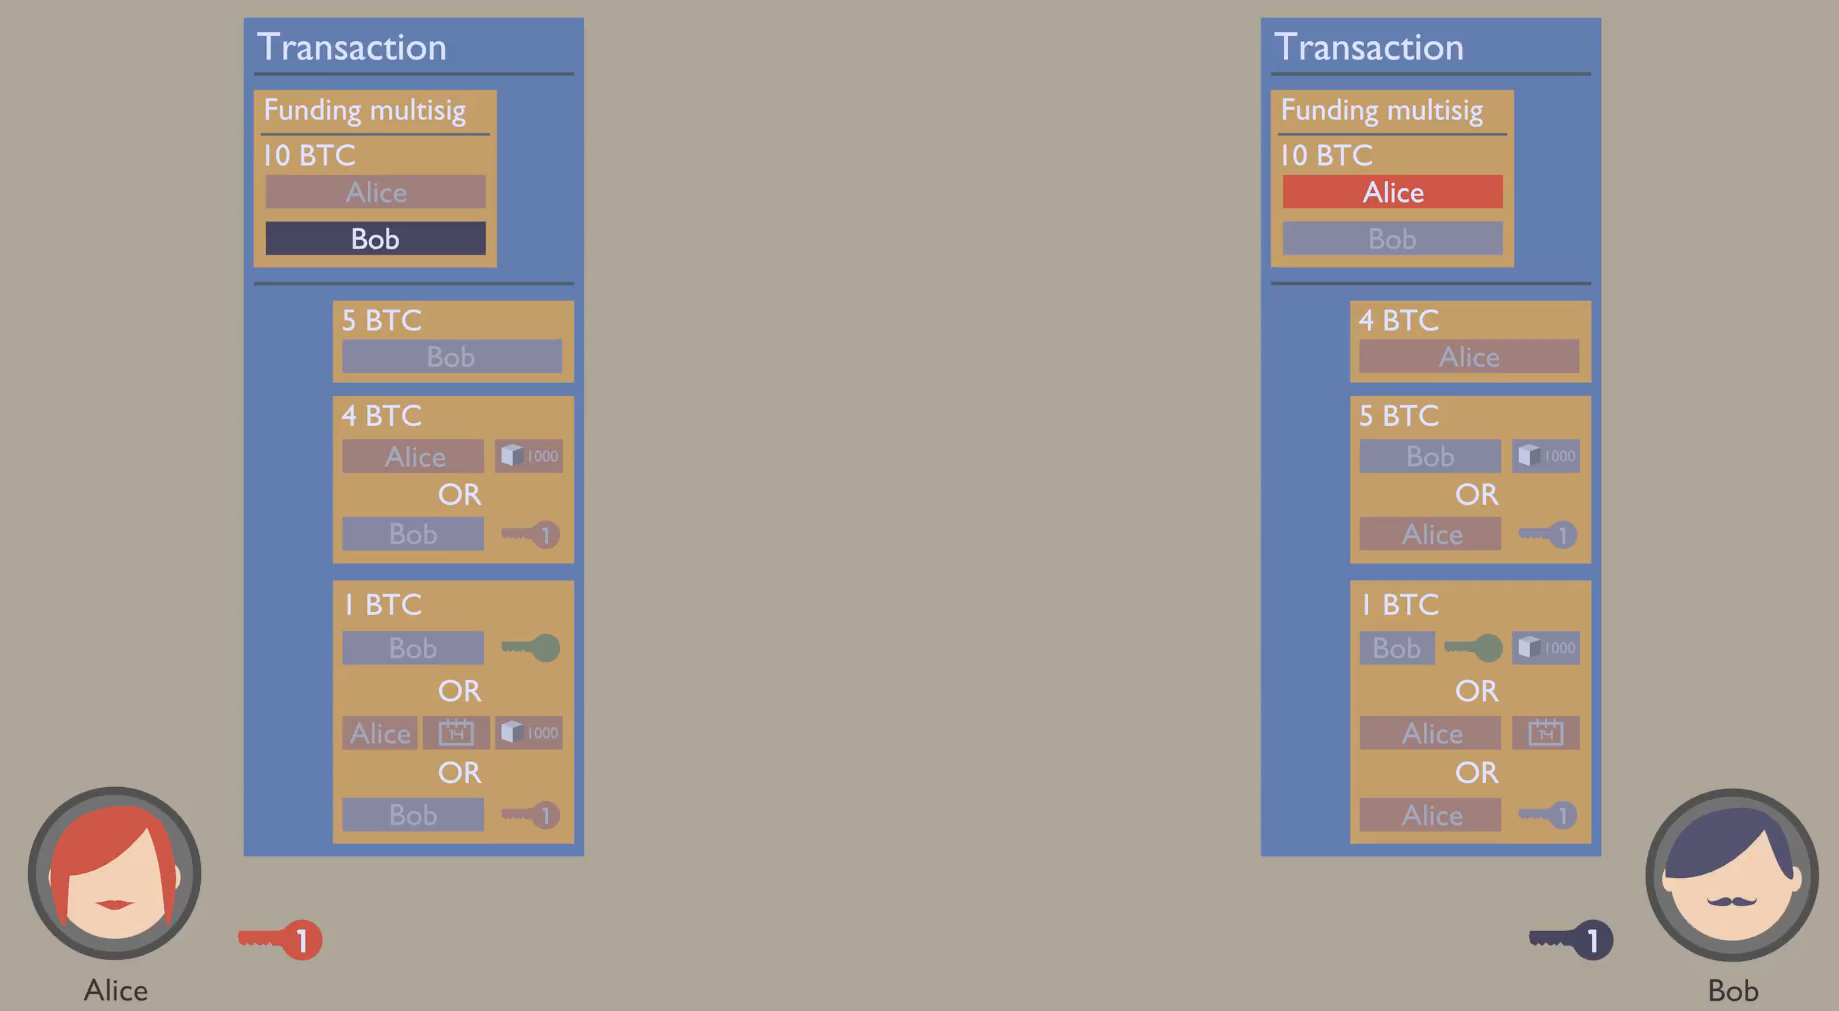 Transaction
Funding multisig
10 BTC
Alice
Bob
5 BTC
Bob
4 BTC
Alice 1000
OR
Bob 1
1 BTC
Bob
OR
Alice 14 1000
OR
Bob 1
1
Alice
Transaction
Funding multisig
10 BTC
Alice
Bob
4 BTC
Alice
5 BTC
Bob 1000
OR
Alice 1
1 BTC
Bob 1000
OR
Alice 14
OR
Alice 1
1
Bob